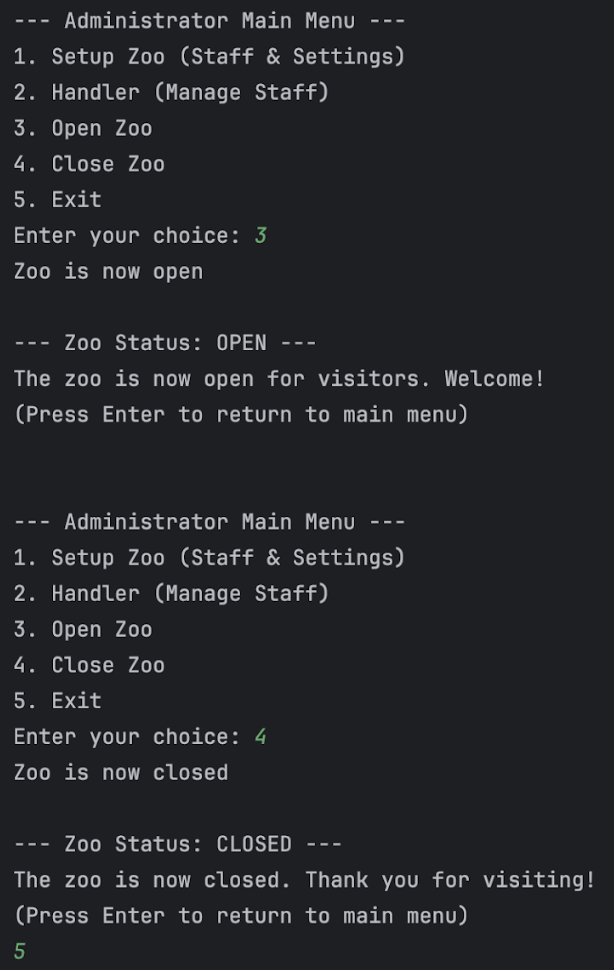 --- Administrator Main Menu ---
1. Setup Zoo (Staff & Settings)
2. Handler (Manage Staff)
3. Open Zoo
4. Close Zoo
5. Exit
Enter your choice: 3
Zoo is now open
--- Zoo Status: OPEN ---
The zoo is now open for visitors. Welcome!
(Press Enter to return to main menu)
--- Administrator Main Menu ---
1. Setup Zoo (Staff & Settings)
2. Handler (Manage Staff)
3. Open Zoo
4. Close Zoo
5. Exit
Enter your choice: 4
Zoo is now closed
--- Zoo Status: CLOSED ---
The zoo is now closed. Thank you for visiting!
(Press Enter to return to main menu)
5